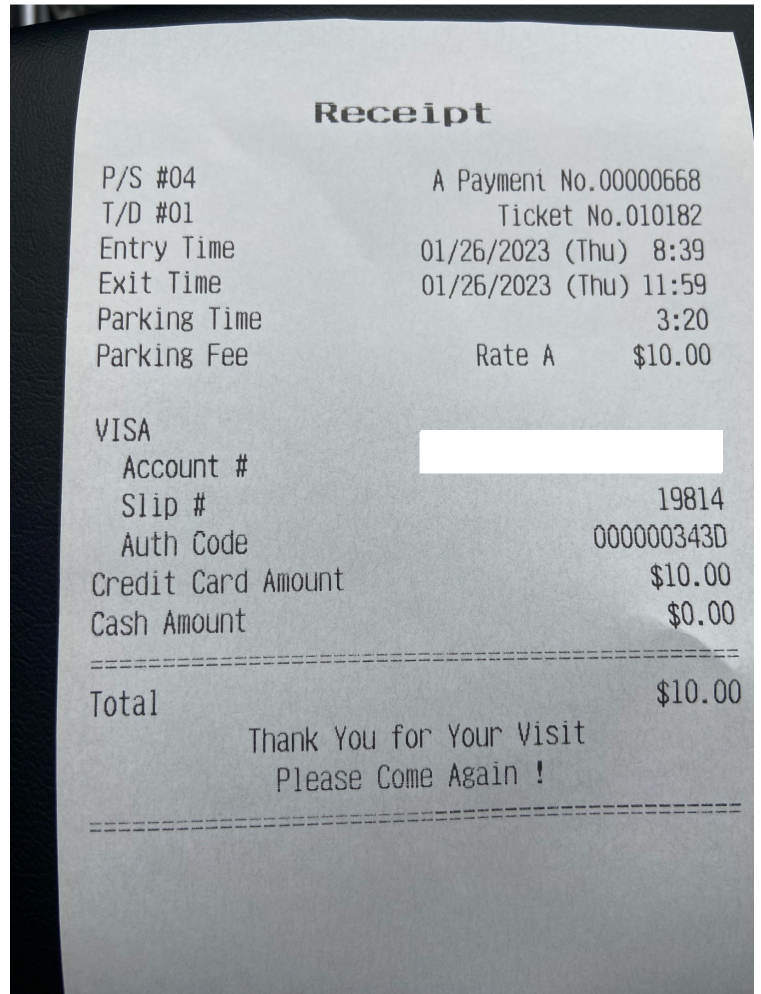 Receipt
P/S #04 A Payment No.00000668
T/D #01 Ticket No.010182
Entry Time 01/26/2023 (Thu) 8:39
Exit Time 01/26/2023 (Thu) 11:59
Parking Time 3:20
Parking Fee Rate A $10.00
VISA
Account #
Slip # 19814
Auth Code 000000343D
Credit Card Amount $10.00
Cash Amount $0.00
==================================================
Total $10.00
Thank You for Your Visit
Please Come Again !
==================================================